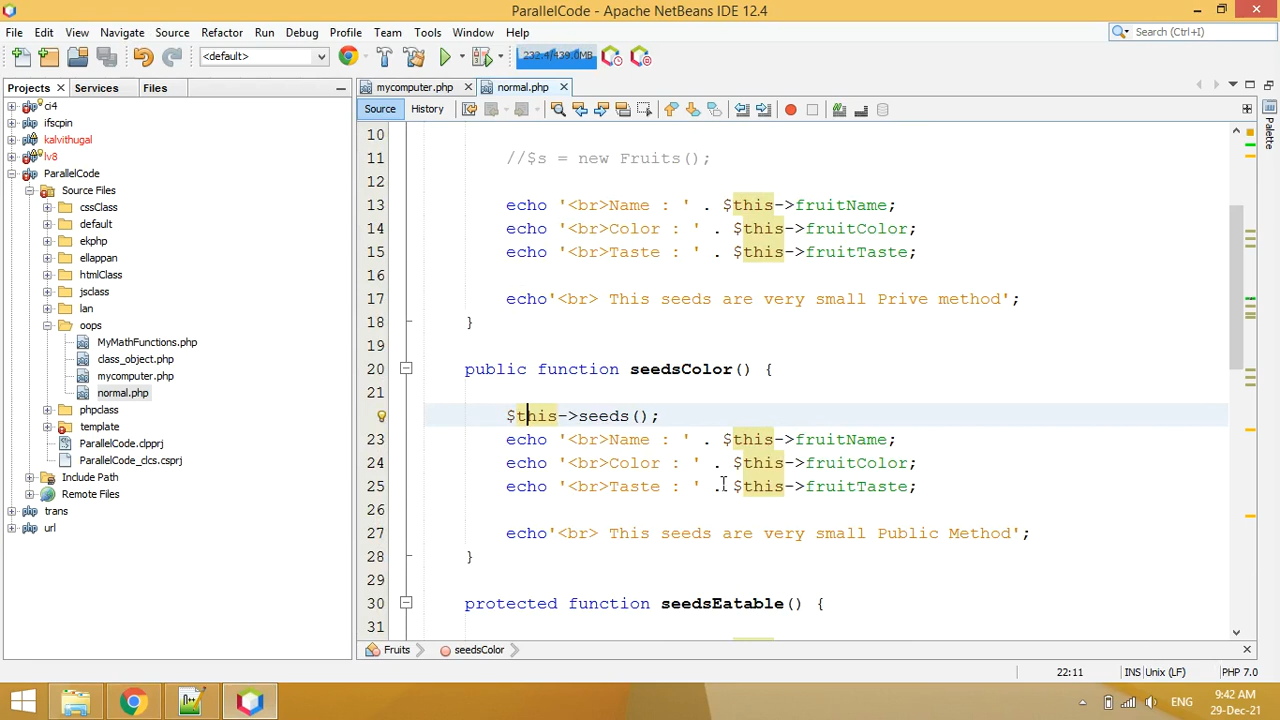 ParallelCode - Apache NetBeans IDE 12.4
File Edit View Navigate Source Refactor Run Debug Profile Team Tools Window Help
Search (Ctrl+I)
<default>
232.4/439.0MB
Projects Services Files
ci4
ifscpin
kalvithugal
lv8
ParallelCode
Source Files
cssClass
default
ekphp
ellappan
htmlClass
jsclass
lan
oops
MyMathFunctions.php
class_object.php
mycomputer.php
normal.php
phpclass
template
ParallelCode.clpprj
ParallelCode_clcs.csprj
Include Path
Remote Files
trans
url
mycomputer.php normal.php
Source History
Palette
10
11 //$s = new Fruits();
12
13 echo '<br>Name : ' . $this->fruitName;
14 echo '<br>Color : ' . $this->fruitColor;
15 echo '<br>Taste : ' . $this->fruitTaste;
16
17 echo'<br> This seeds are very small Prive method';
18 }
19
20 public function seedsColor() {
21
$this->seeds();
23 echo '<br>Name : ' . $this->fruitName;
24 echo '<br>Color : ' . $this->fruitColor;
25 echo '<br>Taste : ' . $this->fruitTaste;
26
27 echo'<br> This seeds are very small Public Method';
28 }
29
30 protected function seedsEatable() {
31
Fruits seedsColor
22:11 INS Unix (LF) PHP 7.0
ENG
9:42 AM
29-Dec-21